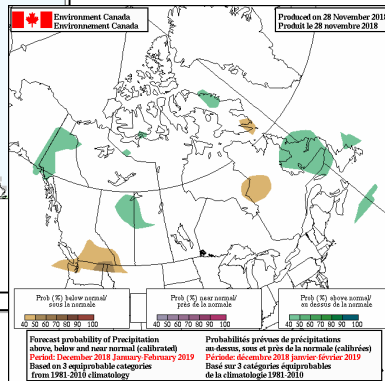 Environment Canada
Environnement Canada
Produced on 28 November 2018
Produit le 28 novembre 2018
Prob (%) below normal/
sous la normale
40 50 60 70 80 90 100
Prob (%) near normal/
près de la normale
40 50 60 70 80 90 100
Prob (%) above normal/
au dessus de la normale
40 50 60 70 80 90 100
Forecast probability of Precipitation
above, below and near normal (calibrated)
Period: December 2018 January-February 2019
Based on 3 equiprobable categories
from 1981-2010 climatology
Probabilités prévues de précipitations
au-dessus, sous et près de la normale (calibrées)
Période: décembre 2018 janvier-février 2019
Basé sur 3 catégories équiprobables
de la climatologie 1981-2010